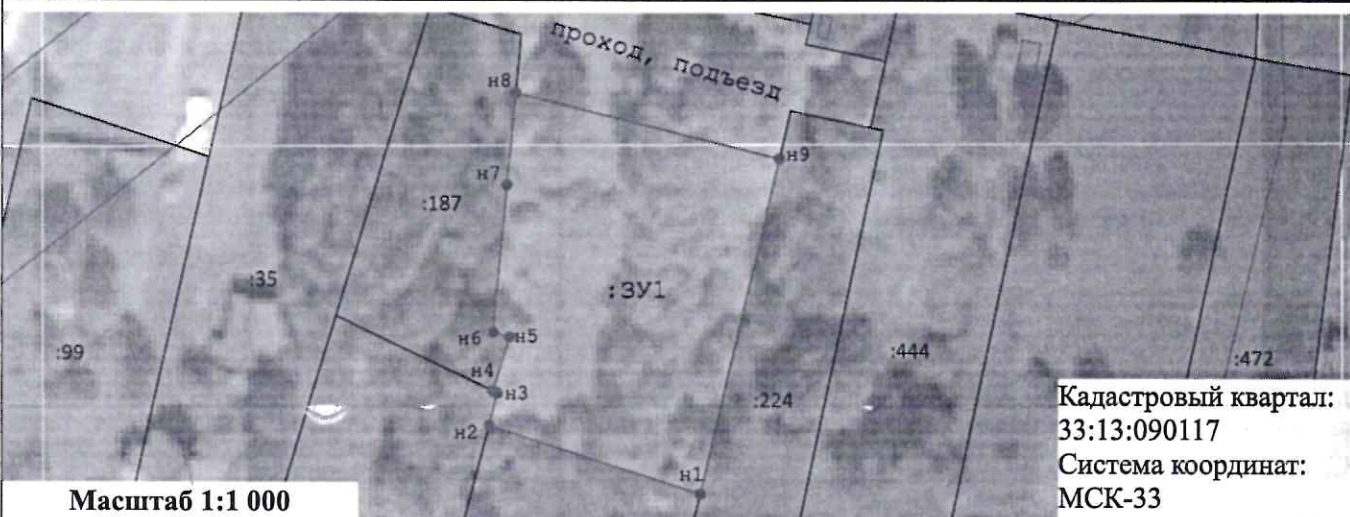 проход, подъезд
н8
н9
н7
:187
:35
:ЗУ1
н6
н5
:99
:444
:472
н4
н3
:224
н2
н1
Кадастровый квартал:
33:13:090117
Система координат:
МСК-33
Масштаб 1:1 000